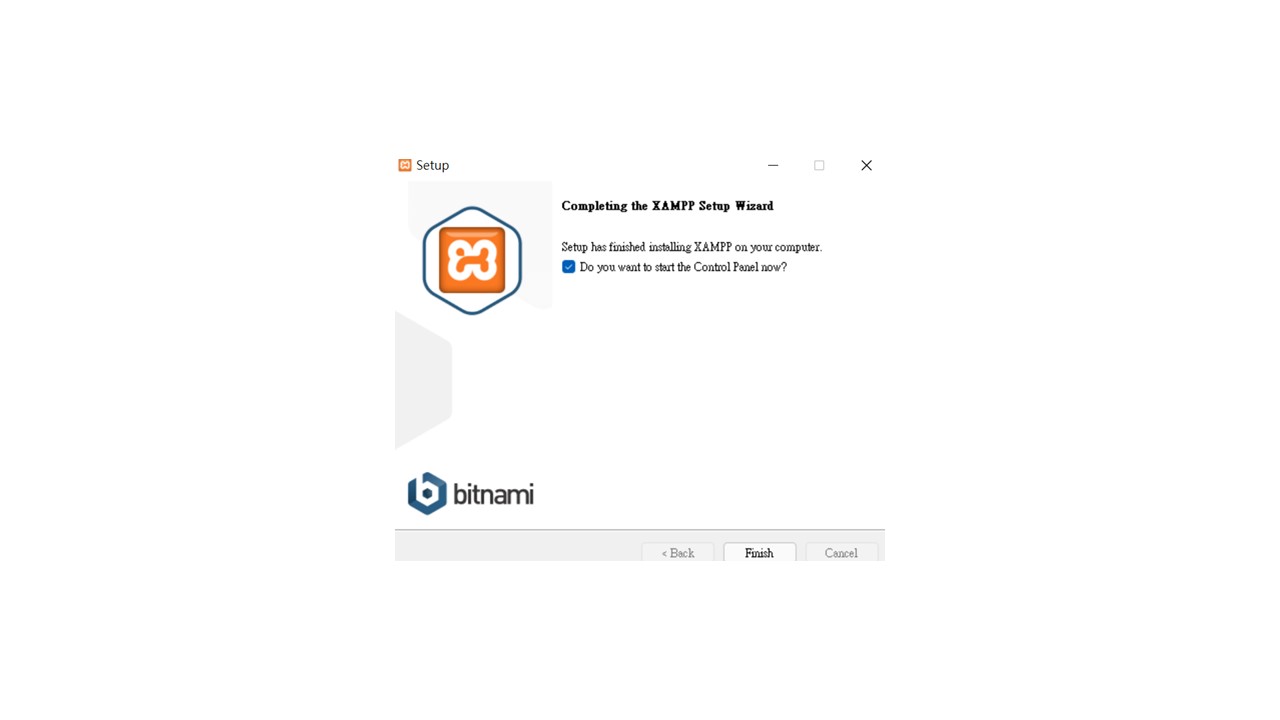 Setup
Completing the XAMPP Setup Wizard
Setup has finished installing XAMPP on your computer.
Do you want to start the Control Panel now?
bitnami
< Back
Finish
Cancel